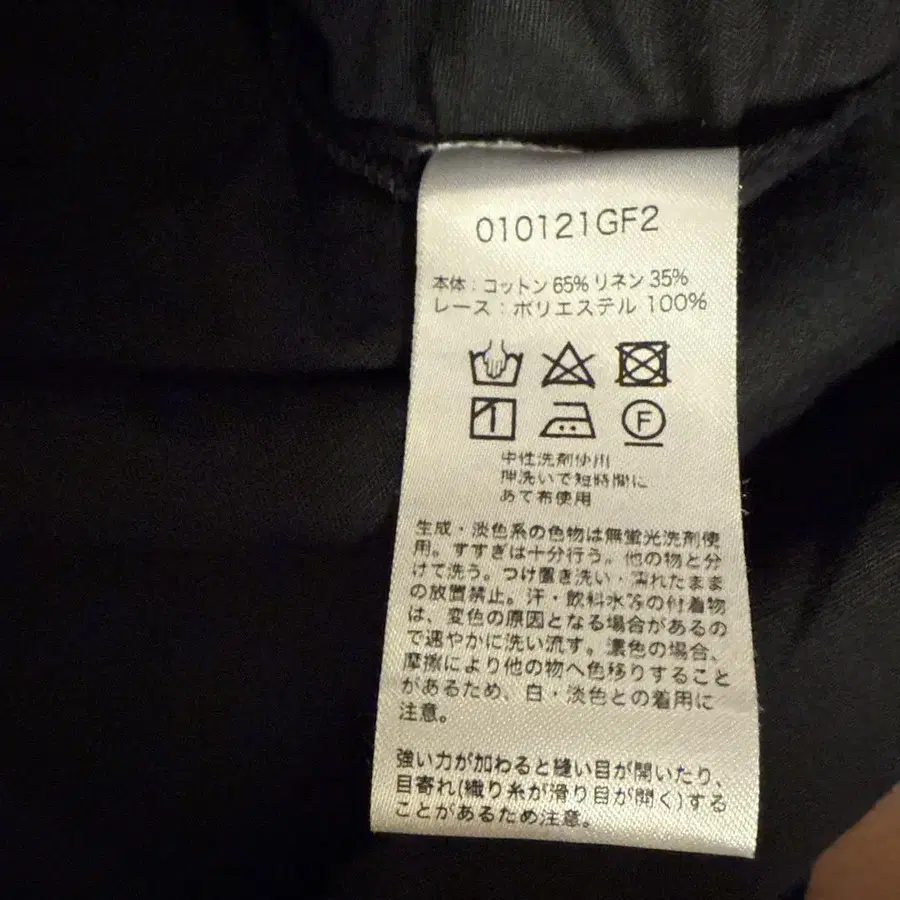 010121GF2
本体:コットン 65% リネン 35%
レース:ポリエステル 100%
F
中性洗剤使用
押洗いで短時間に
あて布使用
生成・淡色系の色物は無蛍光洗剤使
用。すすぎは十分行う。他の物と分
けて洗う。つけ置き洗い・濡れたまま
の放置禁止。汗・飲料水等の付着物
は、変色の原因となる場合があるの
で速やかに洗い流す。濃色の場合、
摩擦により他の物へ色移りすること
があるため、白・淡色との着用に
注意。
強い力が加わると縫い目が開いたり、
目寄れ(織り糸が滑り目が開く)する
ことがあるため注意。